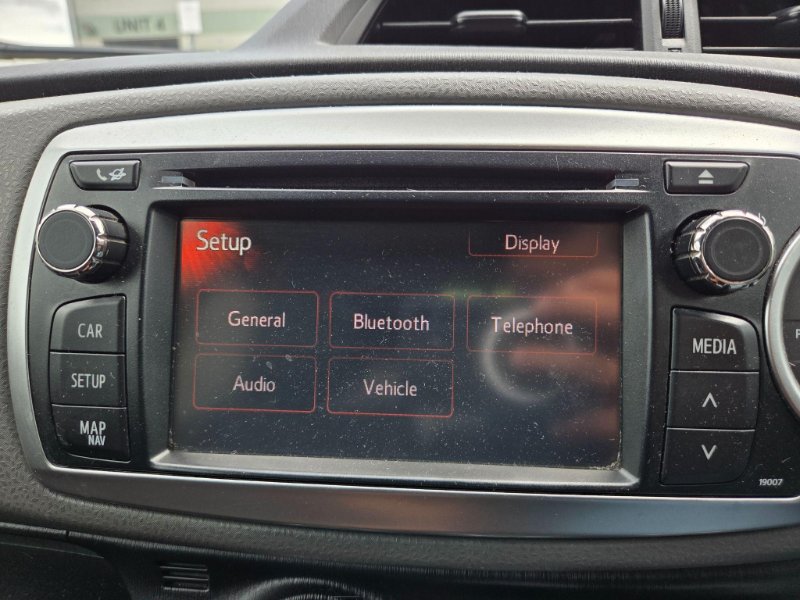 UNIT 4
Setup
Display
General
Bluetooth
Telephone
Audio
Vehicle
CAR
SETUP
MAP
NAV
MEDIA
19007